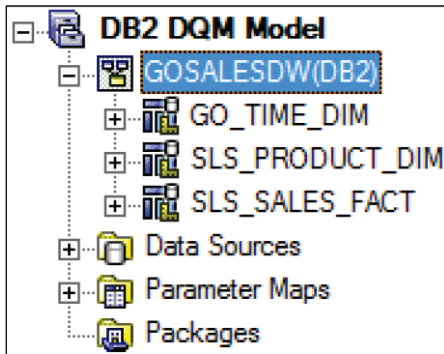 DB2 DQM Model
GOSALESDW(DB2)
GO_TIME_DIM
SLS_PRODUCT_DIM
SLS_SALES_FACT
Data Sources
Parameter Maps
Packages